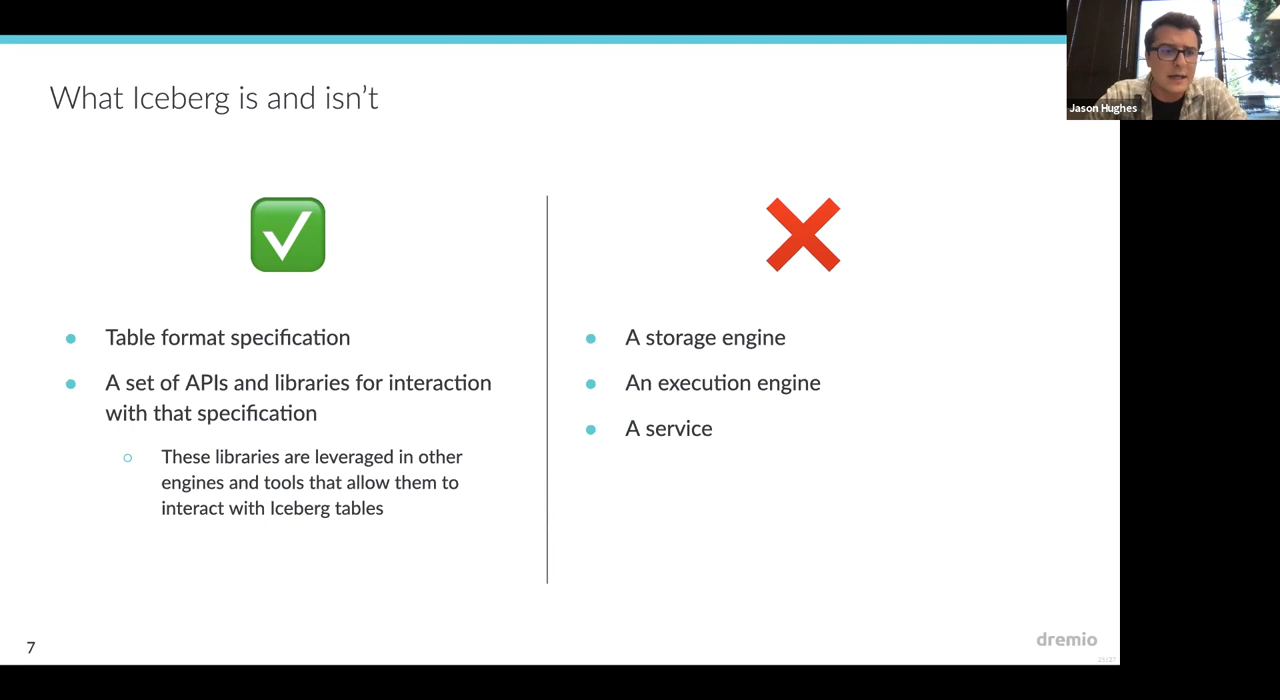 What Iceberg is and isn't
Jason Hughes
Table format specification
A set of APIs and libraries for interaction
with that specification
These libraries are leveraged in other
engines and tools that allow them to
interact with Iceberg tables
A storage engine
An execution engine
A service
7
dremio